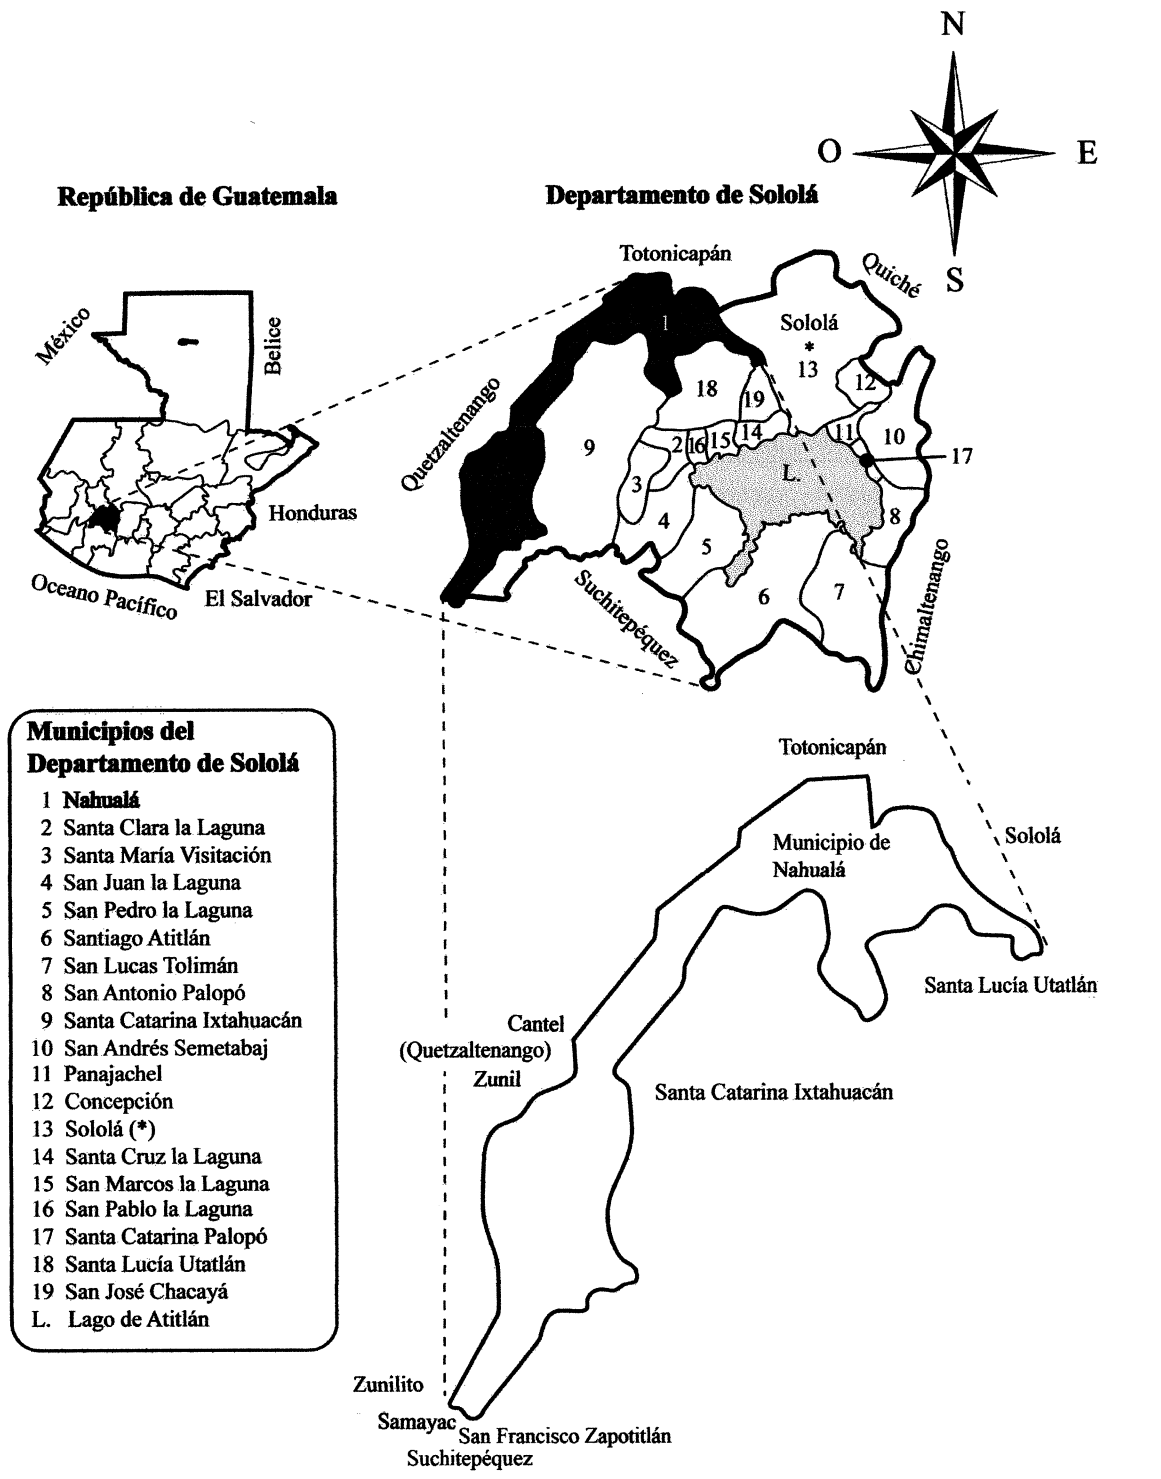 N
O
E
S
República de Guatemala
Departamento de Sololá
Totonicapán
Quiché
México
Belice
Quetzaltenango
Honduras
Oceano Pacífico
El Salvador
Suchitepéquez
Chimaltenango
1
Sololá
*
13
12
18
19
9
2
16
15
14
11
10
17
L.
3
4
5
8
6
7
Municipios del
Departamento de Sololá
1 Nahualá
2 Santa Clara la Laguna
3 Santa María Visitación
4 San Juan la Laguna
5 San Pedro la Laguna
6 Santiago Atitlán
7 San Lucas Tolimán
8 San Antonio Palopó
9 Santa Catarina Ixtahuacán
10 San Andrés Semetabaj
11 Panajachel
12 Concepción
13 Sololá (*)
14 Santa Cruz la Laguna
15 San Marcos la Laguna
16 San Pablo la Laguna
17 Santa Catarina Palopó
18 Santa Lucía Utatlán
19 San José Chacayá
L. Lago de Atitlán
Totonicapán
Municipio de
Nahualá
Sololá
Santa Lucía Utatlán
Cantel
(Quetzaltenango)
Zunil
Santa Catarina Ixtahuacán
Zunilito
Samayac
San Francisco Zapotitlán
Suchitepéquez